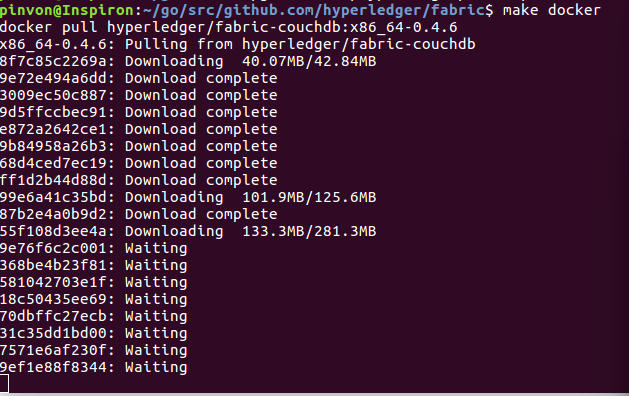 pinvon@Inspiron:~/go/src/github.com/hyperledger/fabric$ make docker
docker pull hyperledger/fabric-couchdb:x86_64-0.4.6
x86_64-0.4.6: Pulling from hyperledger/fabric-couchdb
8f7c85c2269a: Downloading  40.07MB/42.84MB
9e72e494a6dd: Download complete
3009ec50c887: Download complete
9d5ffccbec91: Download complete
e872a2642ce1: Download complete
9b84958a26b3: Download complete
68d4ced7ec19: Download complete
ff1d2b44d88d: Download complete
99e6a41c35bd: Downloading  101.9MB/125.6MB
87b2e4a0b9d2: Download complete
55f108d3ee4a: Downloading  133.3MB/281.3MB
9e76f6c2c001: Waiting
368be4b23f81: Waiting
581042703e1f: Waiting
18c50435ee69: Waiting
70dbffc27ecb: Waiting
31c35dd1bd00: Waiting
7571e6af230f: Waiting
9ef1e88f8344: Waiting